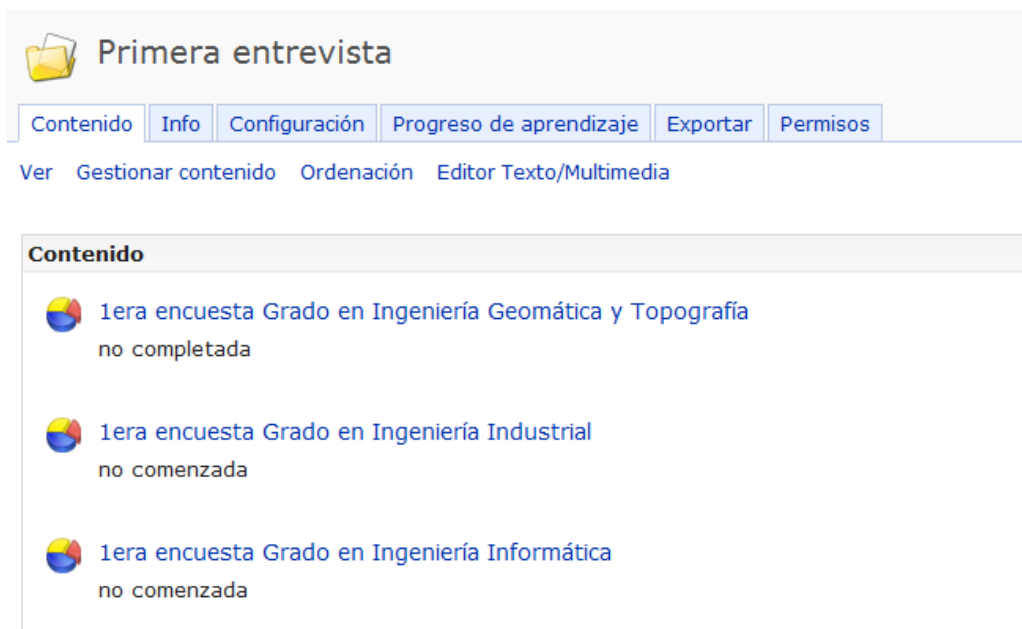 Primera entrevista
Contenido Info Configuración Progreso de aprendizaje Exportar Permisos
Ver Gestionar contenido Ordenación Editor Texto/Multimedia
Contenido
1era encuesta Grado en Ingeniería Geomática y Topografía
no completada
1era encuesta Grado en Ingeniería Industrial
no comenzada
1era encuesta Grado en Ingeniería Informática
no comenzada